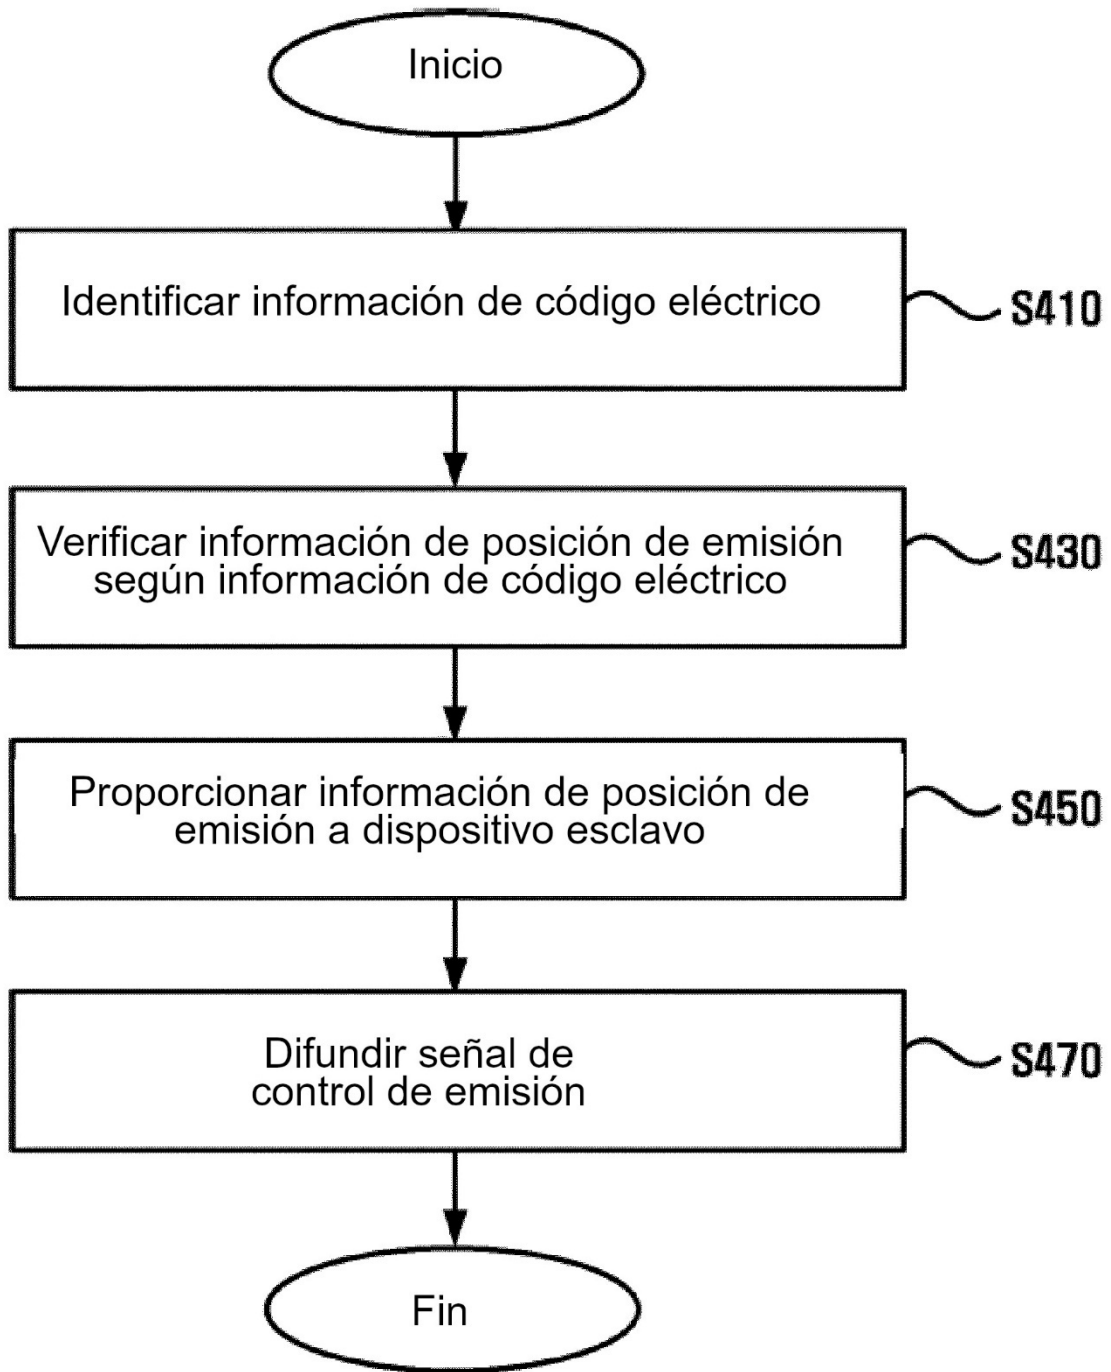 Inicio
Identificar información de código eléctrico
S410
Verificar información de posición de emisión
según información de código eléctrico
S430
Proporcionar información de posición de
emisión a dispositivo esclavo
S450
Difundir señal de
control de emisión
S470
Fin